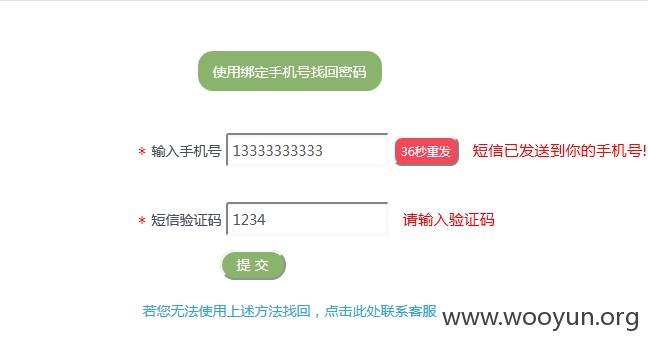 使用绑定手机号找回密码
* 输入手机号 13333333333 36秒重发 短信已发送到你的手机号!
* 短信验证码 1234 请输入验证码
提 交
若您无法使用上述方法找回，点击此处联系客服
www.wooyun.org